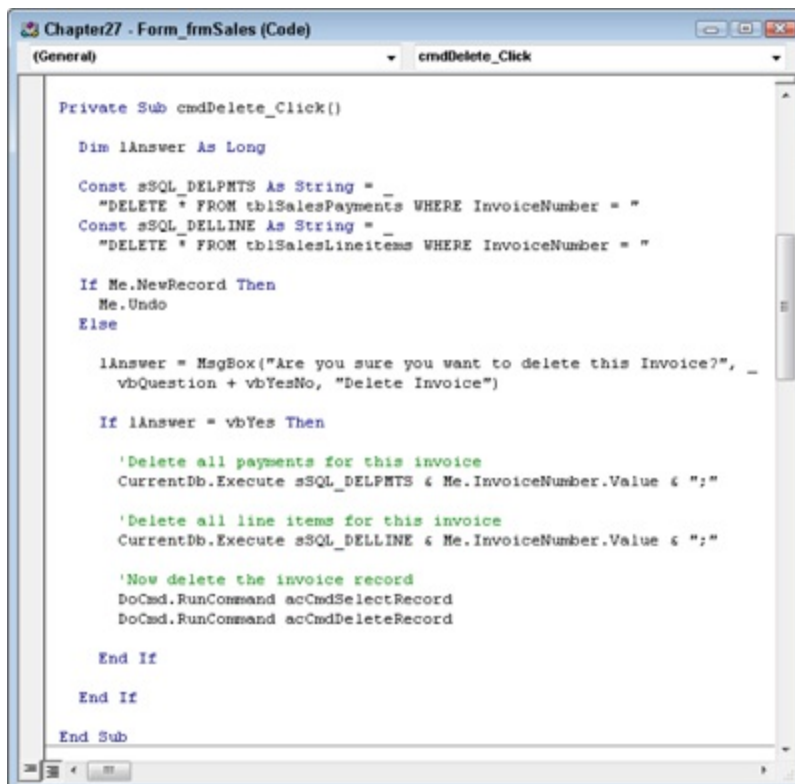 Chapter27 - Form_frmSales (Code)
(General) cmdDelete_Click
Private Sub cmdDelete_Click()
Dim lAnswer As Long
Const sSQL_DELPMTS As String = _
"DELETE * FROM tblSalesPayments WHERE InvoiceNumber = "
Const sSQL_DELLINE As String = _
"DELETE * FROM tblSalesLineitems WHERE InvoiceNumber = "
If Me.NewRecord Then
Me.Undo
Else
lAnswer = MsgBox("Are you sure you want to delete this Invoice?", _
vbQuestion + vbYesNo, "Delete Invoice")
If lAnswer = vbYes Then
'Delete all payments for this invoice
CurrentDb.Execute sSQL_DELPMTS & Me.InvoiceNumber.Value & ";"
'Delete all line items for this invoice
CurrentDb.Execute sSQL_DELLINE & Me.InvoiceNumber.Value & ";"
'Now delete the invoice record
DoCmd.RunCommand acCmdSelectRecord
DoCmd.RunCommand acCmdDeleteRecord
End If
End If
End Sub